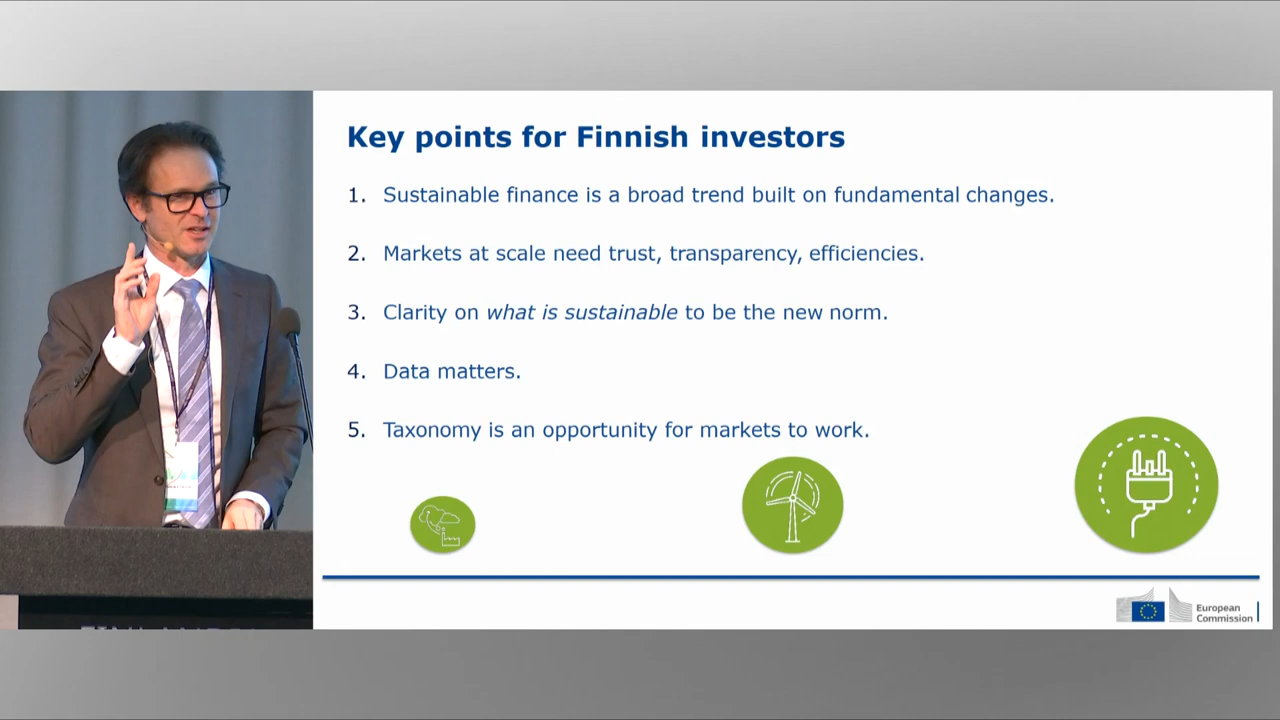 Key points for Finnish investors
1. Sustainable finance is a broad trend built on fundamental changes.
2. Markets at scale need trust, transparency, efficiencies.
3. Clarity on what is sustainable to be the new norm.
4. Data matters.
5. Taxonomy is an opportunity for markets to work.
European
Commission